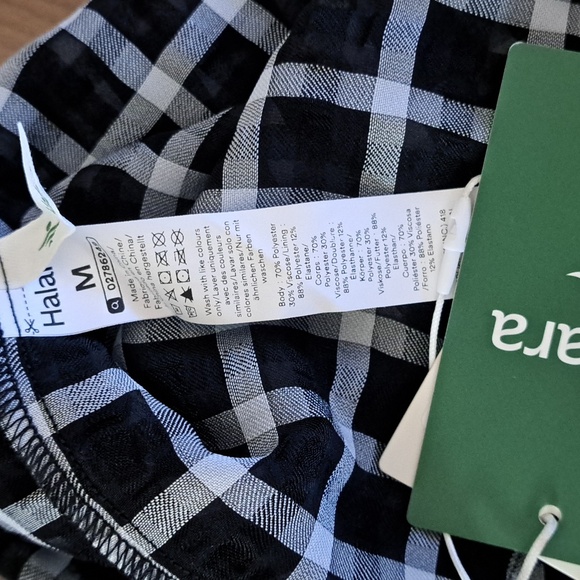 Halara
M
Made in China/
Wash with like colours
only/Lavage uniquement
avec des couleurs
similaires/Lavar solo con
colores similares/Nur mit
ähnlichen Farben
waschen
Body : 70% Polyester
30% Viscose/Lining:
88% Polyester 12%
Elastane/
Corps : 70%
Polyester 30%
Viscose/Doublure :
88% Polyester 12%
Élasthanne/
Körper : 70%
Polyester 30%
Viskose/Futter : 88%
Polyester 12%
Elasthan/
Cuerpo: 70%
Poliéster 30% Viscosa
/Forro : 88% Poliéster
12% Elastano
ara